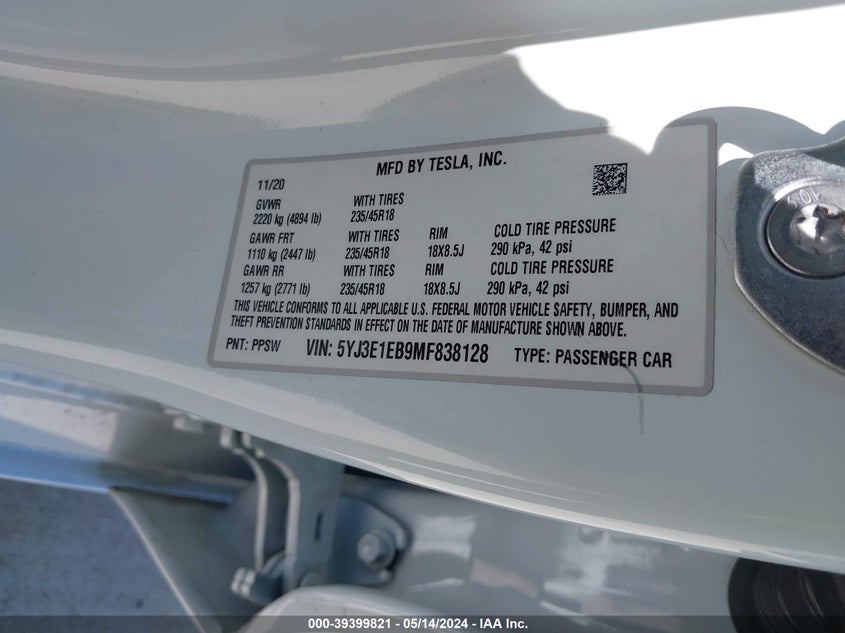 MFD BY TESLA, INC.
11/20
GVWR WITH TIRES
2220 kg (4894 lb) 235/45R18
GAWR FRT WITH TIRES RIM COLD TIRE PRESSURE
1110 kg (2447 lb) 235/45R18 18X8.5J 290 kPa, 42 psi
GAWR RR WITH TIRES RIM COLD TIRE PRESSURE
1257 kg (2771 lb) 235/45R18 18X8.5J 290 kPa, 42 psi
THIS VEHICLE CONFORMS TO ALL APPLICABLE U.S. FEDERAL MOTOR VEHICLE SAFETY, BUMPER, AND
THEFT PREVENTION STANDARDS IN EFFECT ON THE DATE OF MANUFACTURE SHOWN ABOVE.
PNT: PPSW VIN: 5YJ3E1EB9MF838128 TYPE: PASSENGER CAR
000-39399821 / 05/14/2024 - IAA Inc.